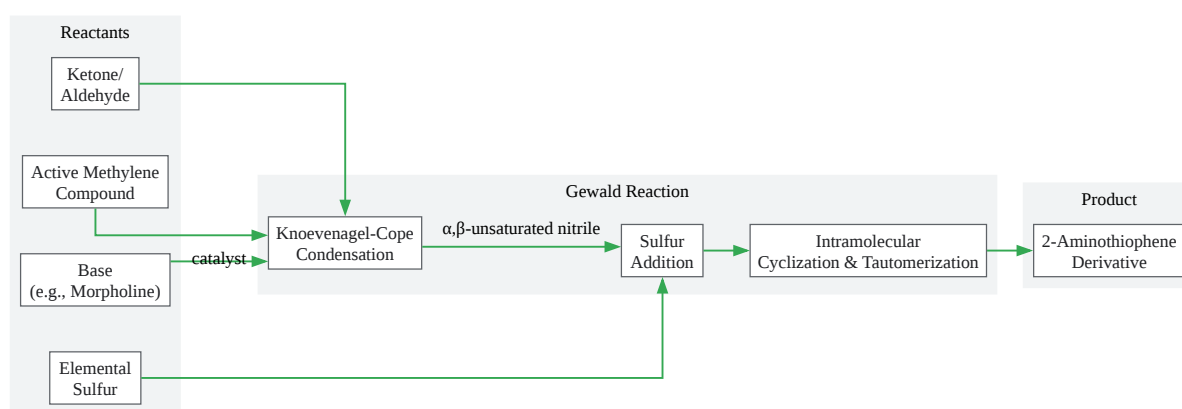 Reactants
Ketone/
Aldehyde
Active Methylene
Compound
Base
(e.g., Morpholine)
Elemental
Sulfur
catalyst
Gewald Reaction
Knoevenagel-Cope
Condensation
α,β-unsaturated nitrile
Sulfur
Addition
Intramolecular
Cyclization & Tautomerization
Product
2-Aminothiophene
Derivative